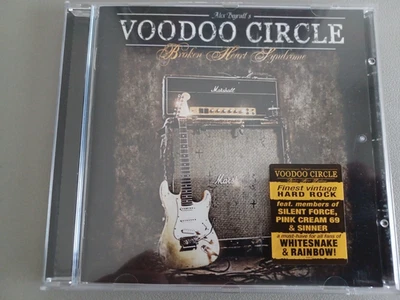 Alex Beyrodt's
VOODOO CIRCLE
Broken Heart Syndrome
Marshall
Marshall
VOODOO CIRCLE
Finest vintage
HARD ROCK
feat. members of
SILENT FORCE,
PINK CREAM 69
& SINNER
a must-have for all fans of
WHITESNAKE
& RAINBOW!